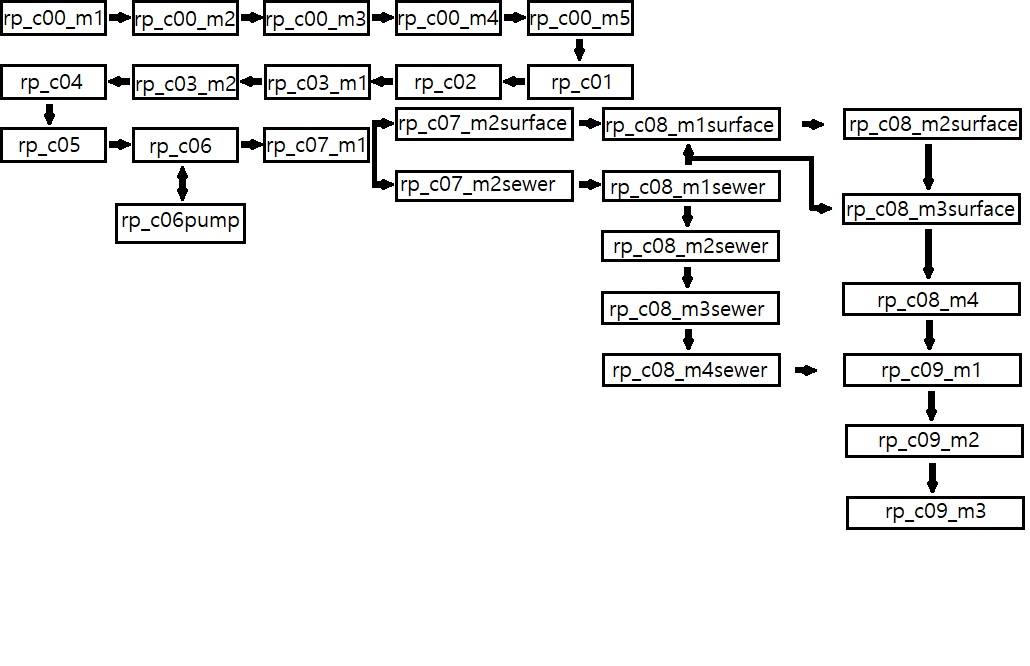 rp_c00_m1
rp_c00_m2
rp_c00_m3
rp_c00_m4
rp_c00_m5
rp_c04
rp_c03_m2
rp_c03_m1
rp_c02
rp_c01
rp_c05
rp_c06
rp_c07_m1
rp_c07_m2surface
rp_c08_m1surface
rp_c08_m2surface
rp_c07_m2sewer
rp_c08_m1sewer
rp_c08_m3surface
rp_c06pump
rp_c08_m2sewer
rp_c08_m3sewer
rp_c08_m4
rp_c08_m4sewer
rp_c09_m1
rp_c09_m2
rp_c09_m3